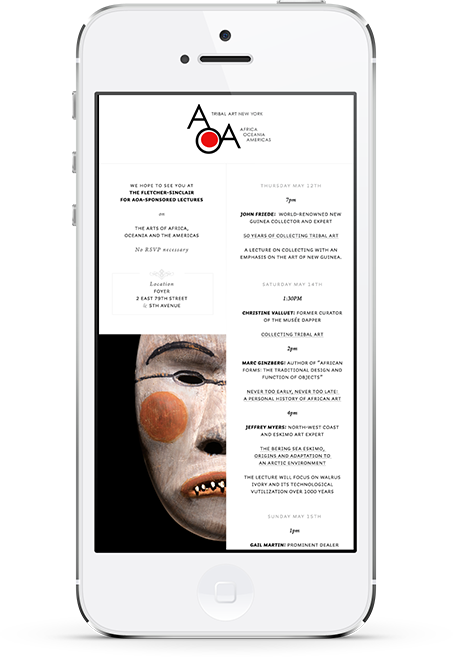 AOA
TRIBAL ART NEW YORK
AFRICA
OCEANIA
AMERICAS
WE HOPE TO SEE YOU AT
THE FLETCHER-SINCLAIR
FOR AOA-SPONSORED LECTURES
on
THE ARTS OF AFRICA,
OCEANIA AND THE AMERICAS
No RSVP necessary
Location
FOYER
2 EAST 79TH STREET
@ 5TH AVENUE
THURSDAY MAY 12TH
7pm
JOHN FRIEDE: WORLD-RENOWNED NEW
GUINEA COLLECTOR AND EXPERT
50 YEARS OF COLLECTING TRIBAL ART
A LECTURE ON COLLECTING WITH AN
EMPHASIS ON THE ART OF NEW GUINEA.
SATURDAY MAY 14TH
1:30PM
CHRISTINE VALLUET: FORMER CURATOR
OF THE MUSÉE DAPPER
COLLECTING TRIBAL ART
2pm
MARC GINZBERG: AUTHOR OF "AFRICAN
FORMS: THE TRADITIONAL DESIGN AND
FUNCTION OF OBJECTS"
NEVER TOO EARLY, NEVER TOO LATE:
A PERSONAL HISTORY OF AFRICAN ART
4pm
JEFFREY MYERS: NORTH-WEST COAST
AND ESKIMO ART EXPERT
THE BERING SEA ESKIMO,
ORIGINS AND ADAPTATION TO
AN ARCTIC ENVIRONMENT
THE LECTURE WILL FOCUS ON WALRUS
IVORY AND ITS TECHNOLOGICAL
VUTILIZATION OVER 1000 YEARS
SUNDAY MAY 15TH
1pm
GAIL MARTIN: PROMINENT DEALER